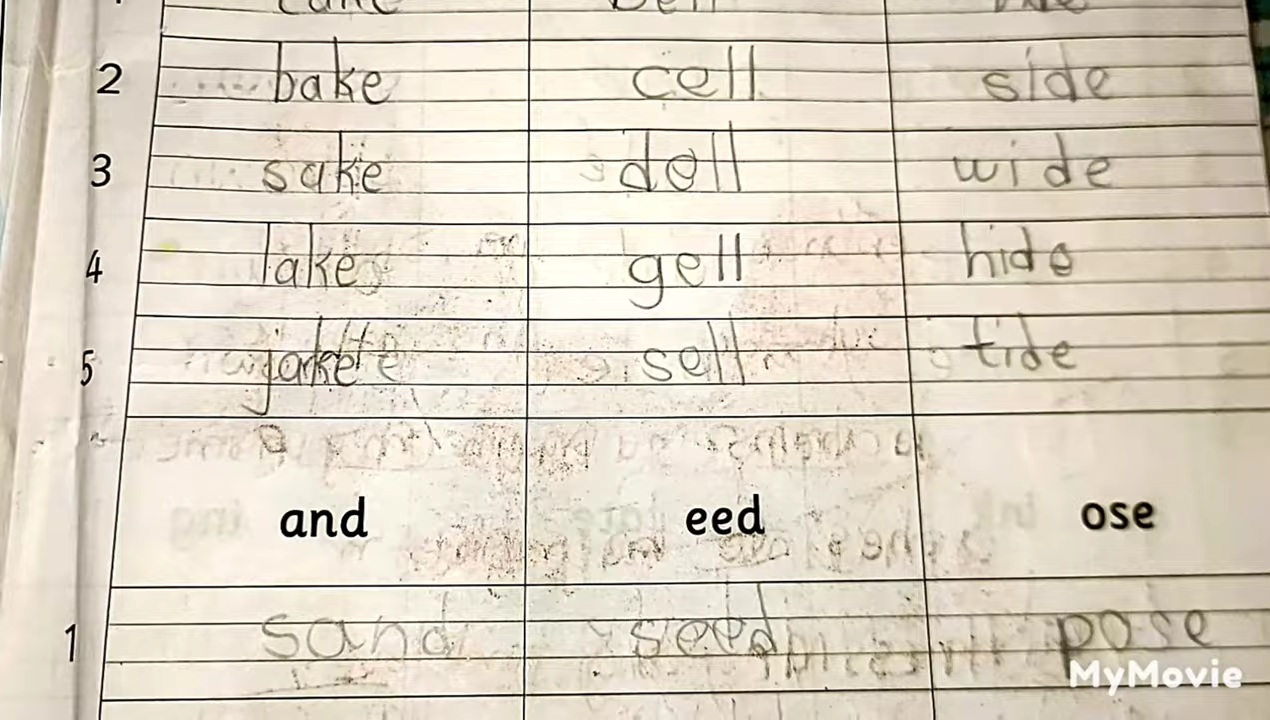 2 bake cell side
3 sake dell wide
4 lake gell hide
5 sell tide
and eed ose
1 sand seed pose
MyMovie